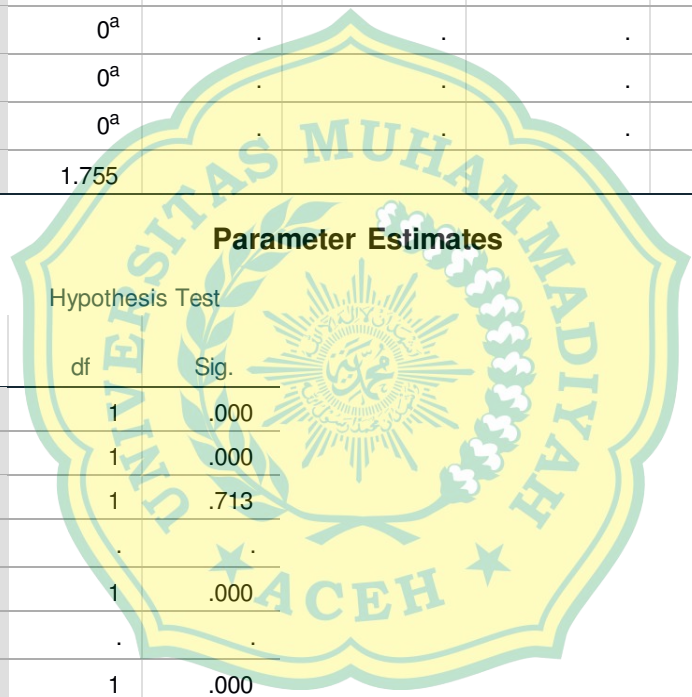 0a . . .
0a . . .
0a . . .
1.755
Parameter Estimates
Hypothesis Test
df Sig.
1 .000
1 .000
1 .713
. .
1 .000
. .
1 .000
UNIVERSITAS MUHAMMADIYAH
ACEH